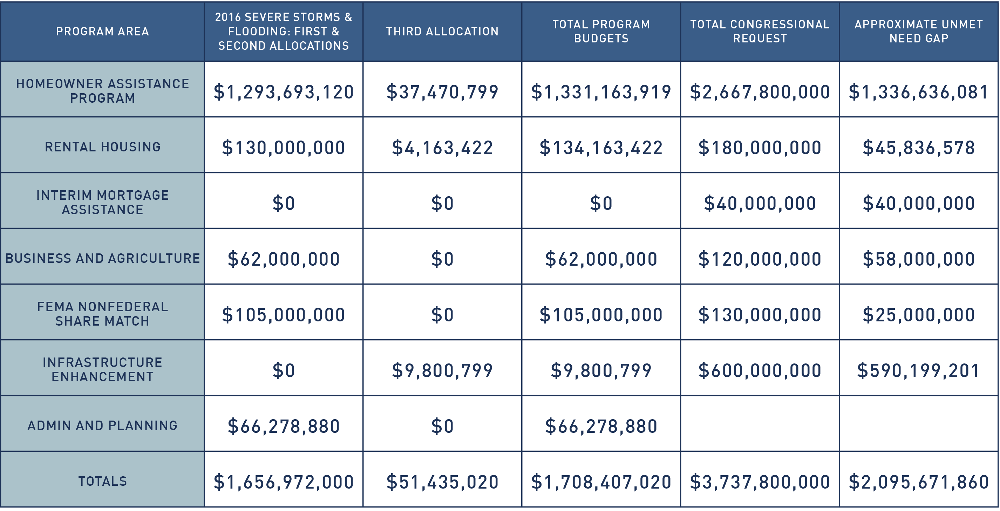 PROGRAM AREA
2016 SEVERE STORMS &
FLOODING: FIRST &
SECOND ALLOCATIONS
THIRD ALLOCATION
TOTAL PROGRAM
BUDGETS
TOTAL CONGRESSIONAL
REQUEST
APPROXIMATE UNMET
NEED GAP
HOMEOWNER ASSISTANCE
PROGRAM
$1,293,693,120
$37,470,799
$1,331,163,919
$2,667,800,000
$1,336,636,081
RENTAL HOUSING
$130,000,000
$4,163,422
$134,163,422
$180,000,000
$45,836,578
INTERIM MORTGAGE
ASSISTANCE
$0
$0
$0
$40,000,000
$40,000,000
BUSINESS AND AGRICULTURE
$62,000,000
$0
$62,000,000
$120,000,000
$58,000,000
FEMA NONFEDERAL
SHARE MATCH
$105,000,000
$0
$105,000,000
$130,000,000
$25,000,000
INFRASTRUCTURE
ENHANCEMENT
$0
$9,800,799
$9,800,799
$600,000,000
$590,199,201
ADMIN AND PLANNING
$66,278,880
$0
$66,278,880
TOTALS
$1,656,972,000
$51,435,020
$1,708,407,020
$3,737,800,000
$2,095,671,860